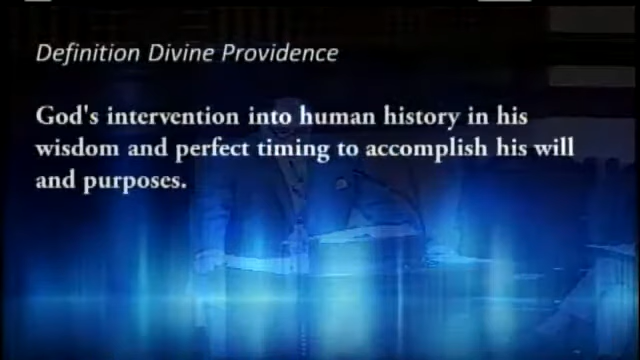 Definition Divine Providence
God's intervention into human history in his
wisdom and perfect timing to accomplish his will
and purposes.